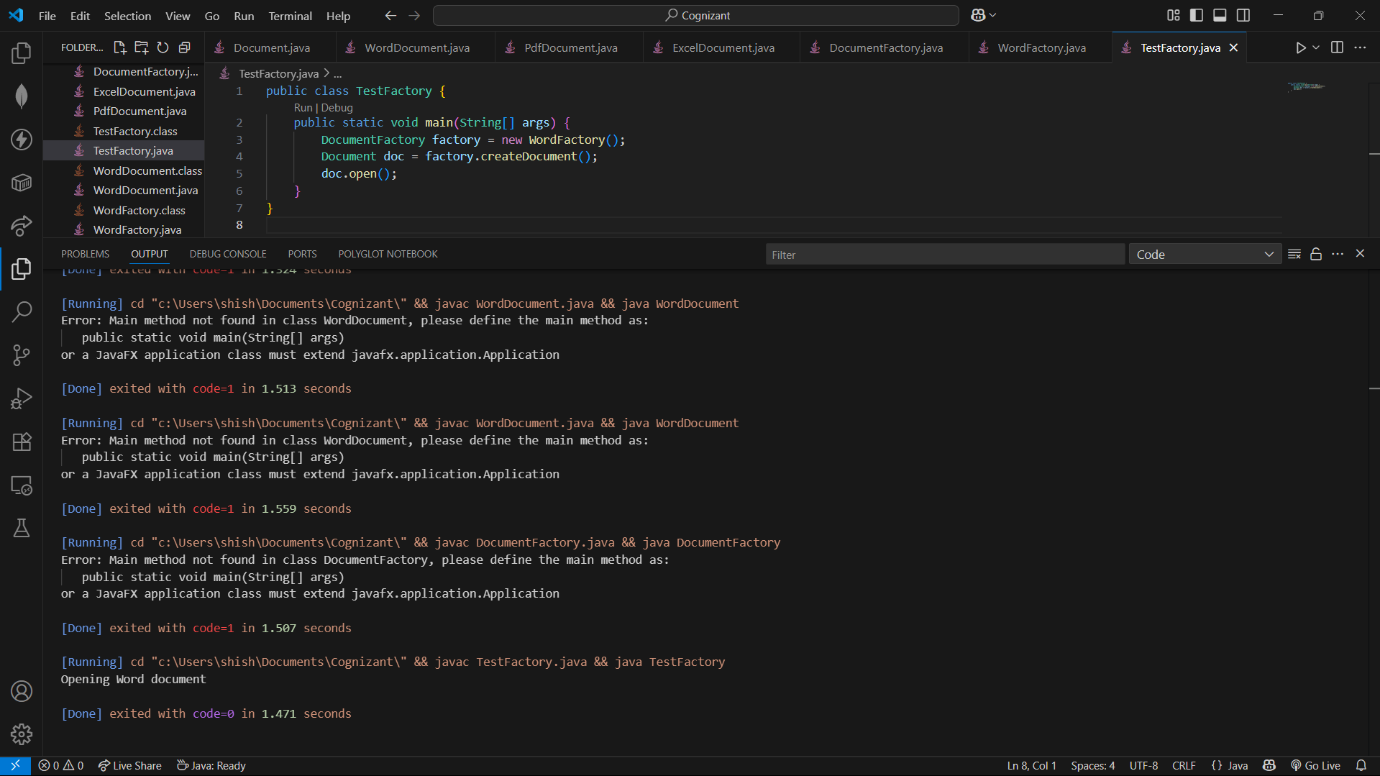 File Edit Selection View Go Run Terminal Help
Cognizant
FOLDER...
Document.java
WordDocument.java
PdfDocument.java
ExcelDocument.java
DocumentFactory.java
WordFactory.java
TestFactory.java
DocumentFactory.j...
ExcelDocument.java
PdfDocument.java
TestFactory.class
TestFactory.java
WordDocument.class
WordDocument.java
WordFactory.class
WordFactory.java
TestFactory.java > ...
1 public class TestFactory {
Run | Debug
2 public static void main(String[] args) {
3 DocumentFactory factory = new WordFactory();
4 Document doc = factory.createDocument();
5 doc.open();
6 }
7 }
8
PROBLEMS OUTPUT DEBUG CONSOLE PORTS POLYGLOT NOTEBOOK
Filter
Code
[Done] exited with code=1 in 1.324 seconds
[Running] cd "c:\Users\shish\Documents\Cognizant\" && javac WordDocument.java && java WordDocument
Error: Main method not found in class WordDocument, please define the main method as:
public static void main(String[] args)
or a JavaFX application class must extend javafx.application.Application
[Done] exited with code=1 in 1.513 seconds
[Running] cd "c:\Users\shish\Documents\Cognizant\" && javac WordDocument.java && java WordDocument
Error: Main method not found in class WordDocument, please define the main method as:
public static void main(String[] args)
or a JavaFX application class must extend javafx.application.Application
[Done] exited with code=1 in 1.559 seconds
[Running] cd "c:\Users\shish\Documents\Cognizant\" && javac DocumentFactory.java && java DocumentFactory
Error: Main method not found in class DocumentFactory, please define the main method as:
public static void main(String[] args)
or a JavaFX application class must extend javafx.application.Application
[Done] exited with code=1 in 1.507 seconds
[Running] cd "c:\Users\shish\Documents\Cognizant\" && javac TestFactory.java && java TestFactory
Opening Word document
[Done] exited with code=0 in 1.471 seconds
0 0 Live Share Java: Ready
Ln 8, Col 1 Spaces: 4 UTF-8 CRLF {} Java Go Live